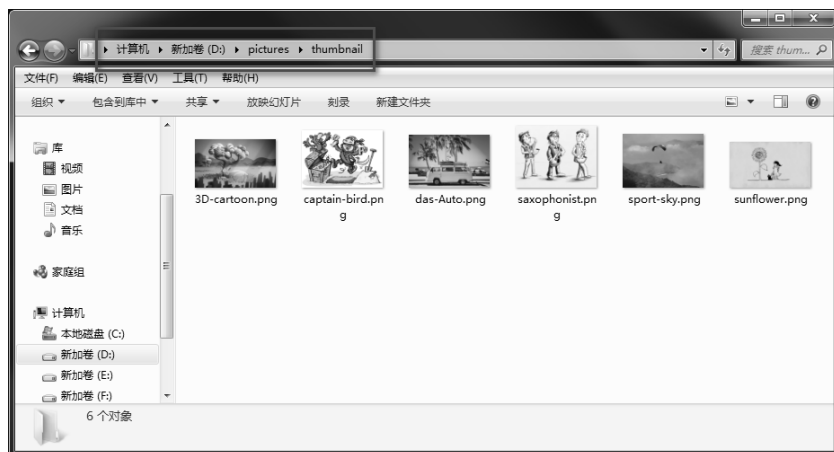 计算机 ▸ 新加卷 (D:) ▸ pictures ▸ thumbnail
搜索 thum...
文件(F) 编辑(E) 查看(V) 工具(T) 帮助(H)
组织 包含到库中 共享 放映幻灯片 刻录 新建文件夹
库
视频
图片
文档
音乐
家庭组
计算机
本地磁盘 (C:)
新加卷 (D:)
新加卷 (E:)
新加卷 (F:)
3D-cartoon.png
captain-bird.pn
g
das-Auto.png
saxophonist.pn
g
sport-sky.png
sunflower.png
6 个对象